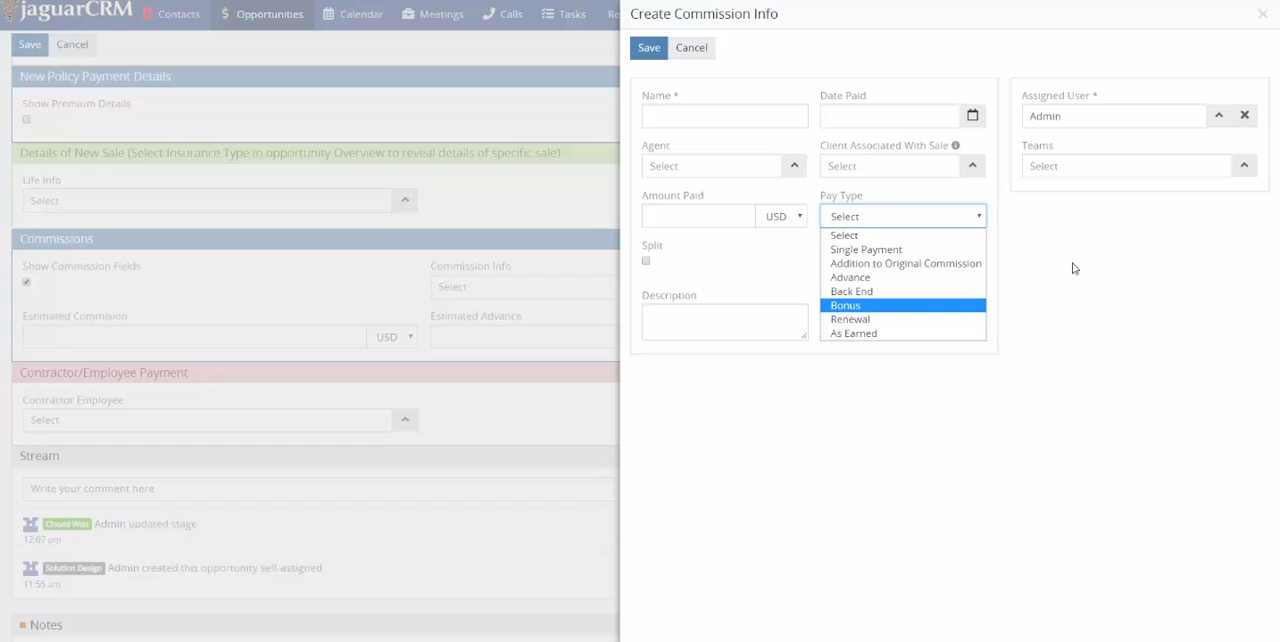 jaguarCRM
Contacts
$ Opportunities
Calendar
Meetings
Calls
Tasks
Save
Cancel
New Policy Payment Details
Show Premium Details
Details of New Sale (Select Insurance Type in opportunity Overview to reveal details of specific sale)
Life Info
Select
Commissions
Show Commission Fields
Commission Info
Select
Estimated Commision
Estimated Advance
USD
Contractor/Employee Payment
Contractor Employee
Select
Stream
Write your comment here
Closed Won Admin updated stage
12:07 pm
Solution Design Admin created this opportunity self-assigned
11:55 am
Notes
Create Commission Info
Save
Cancel
Name *
Date Paid
Agent
Client Associated With Sale
Select
Select
Amount Paid
Pay Type
USD
Select
Select
Single Payment
Addition to Original Commission
Advance
Back End
Bonus
Renewal
As Earned
Split
Description
Assigned User *
Admin
Teams
Select